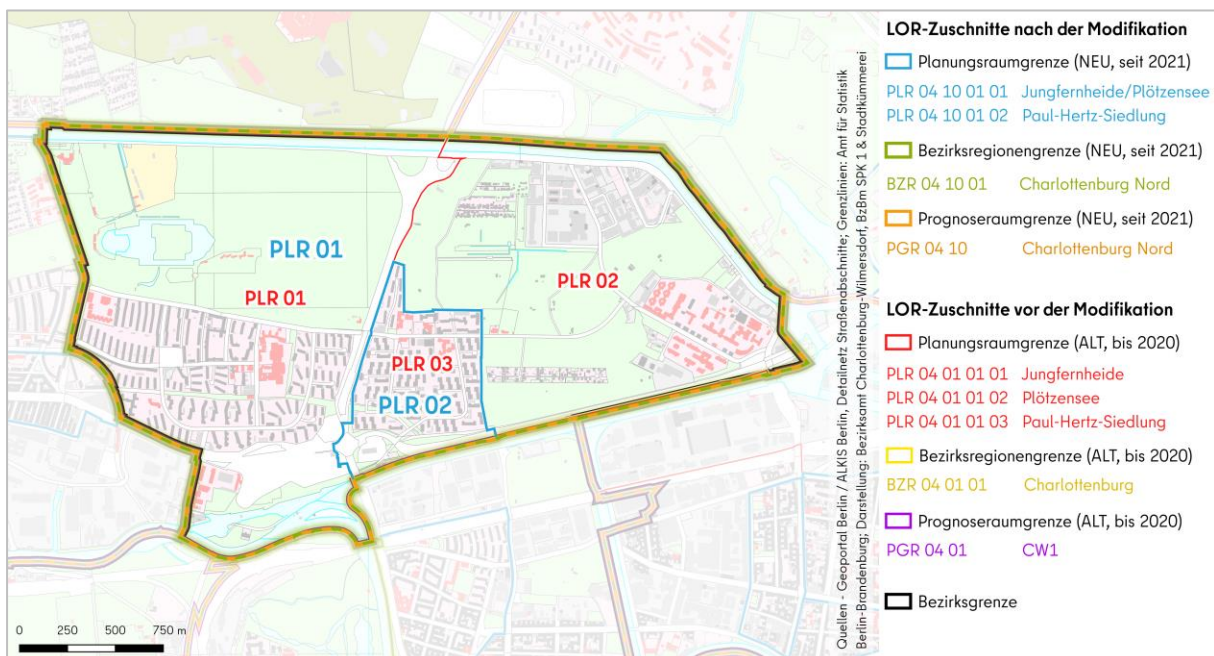 PLR 01
PLR 01
PLR 02
PLR 03
PLR 02
0 250 500 750 m
Quellen - Geoportal Berlin / ALKIS Berlin, Detailnetz Straßenabschnitte; Grenzlinien: Amt für Statistik
Berlin-Brandenburg; Darstellung: Bezirksamt Charlottenburg-Wilmersdorf, BzBm SPK 1 & Stadtkümmerei
LOR-Zuschnitte nach der Modifikation
Planungsraumgrenze (NEU, seit 2021)
PLR 04 10 01 01 Jungfernheide/Plötzensee
PLR 04 10 01 02 Paul-Hertz-Siedlung
Bezirksregionengrenze (NEU, seit 2021)
BZR 04 10 01 Charlottenburg Nord
Prognoseraumgrenze (NEU, seit 2021)
PGR 04 10 Charlottenburg Nord
LOR-Zuschnitte vor der Modifikation
Planungsraumgrenze (ALT, bis 2020)
PLR 04 01 01 01 Jungfernheide
PLR 04 01 01 02 Plötzensee
PLR 04 01 01 03 Paul-Hertz-Siedlung
Bezirksregionengrenze (ALT, bis 2020)
BZR 04 01 01 Charlottenburg
Prognoseraumgrenze (ALT, bis 2020)
PGR 04 01 CW1
Bezirksgrenze